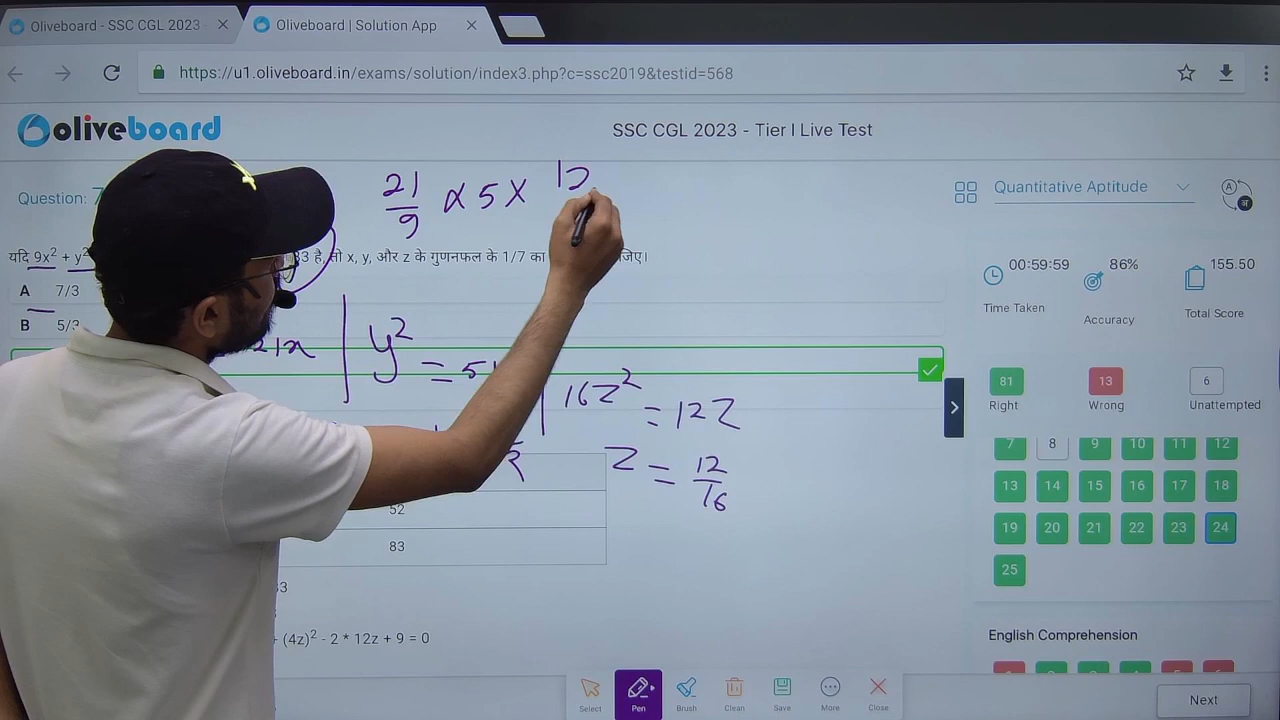 Oliveboard - SSC CGL 2023
Oliveboard | Solution App
https://u1.oliveboard.in/exams/solution/index3.php?c=ssc2019&testid=568
oliveboard
SSC CGL 2023 - Tier I Live Test
Question:
21/9 × 5 × 12
यदि 9x² + y²
33 है, तो x, y, और z के गुणनफल के 1/7 का
A 7/3
B 5/3
21x
y²
= 5
16z² = 12z
z = 12/16
52
83
(4z)² - 2 * 12z + 9 = 0
Quantitative Aptitude
00:59:59
Time Taken
86%
Accuracy
155.50
Total Score
81
Right
13
Wrong
6
Unattempted
7 8 9 10 11 12
13 14 15 16 17 18
19 20 21 22 23 24
25
English Comprehension
Select Pen Brush Clean Save More Close
Next